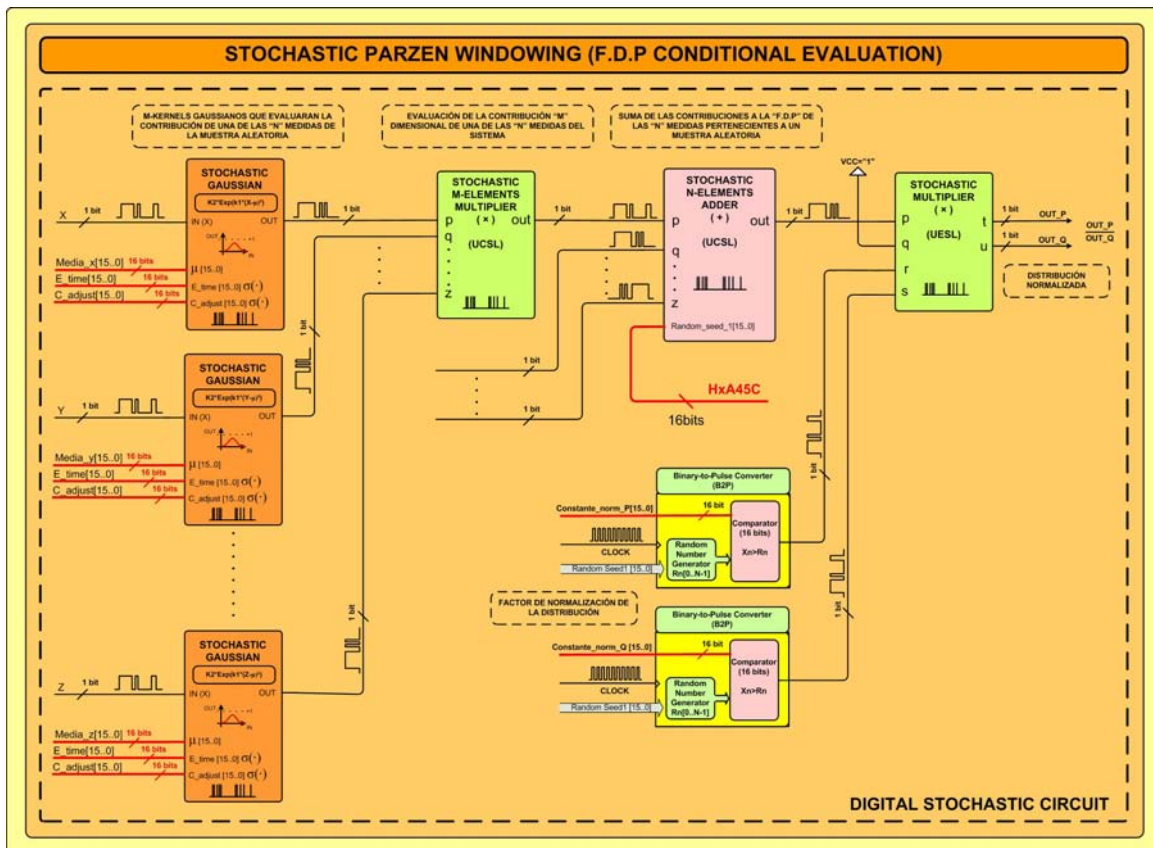 STOCHASTIC PARZEN WINDOWING (F.D.P CONDITIONAL EVALUATION)
M-KERNELS GAUSSIANOS QUE EVALUARAN LA
CONTRIBUCIÓN DE UNA DE LAS "N" MEDIDAS DE
LA MUESTRA ALEATORIA
EVALUACIÓN DE LA CONTRIBUCIÓN "M"
DIMENSIONAL DE UNA DE LAS "N" MEDIDAS DEL
SISTEMA
SUMA DE LAS CONTRIBUCIONES A LA "F.D.P" DE
LAS "N" MEDIDAS PERTENECIENTES A UN
MUESTRA ALEATORIA
STOCHASTIC
GAUSSIAN
K2*Exp(k1*(X-μ)²)
X
1 bit
IN (X)
OUT
OUT
+1
IN
Media_x[15..0]
16 bits
μ [15..0]
E_time[15..0]
16 bits
E_time [15..0] σ(·)
C_adjust[15..0]
16 bits
C_adjust [15..0] σ(·)
1 bit
STOCHASTIC
M-ELEMENTS
MULTIPLIER
(×)
p
out
q
(UCSL)
z
1 bit
STOCHASTIC
N-ELEMENTS
ADDER
(+)
p
out
q
(UCSL)
z
Random_seed_1[15..0]
HxA45C
16bits
1 bit
1 bit
1 bit
VCC="1"
STOCHASTIC
MULTIPLIER
(×)
p
t
q
(UESL)
u
r
s
1 bit
OUT_P
1 bit
OUT_Q
OUT_P
OUT_Q
DISTRIBUCIÓN
NORMALIZADA
STOCHASTIC
GAUSSIAN
K2*Exp(k1*(Y-μ)²)
Y
1 bit
IN (X)
OUT
OUT
+1
IN
Media_y[15..0]
16 bits
μ [15..0]
E_time[15..0]
16 bits
E_time [15..0] σ(·)
C_adjust[15..0]
16 bits
C_adjust [15..0] σ(·)
1 bit
Binary-to-Pulse Converter
(B2P)
Constante_norm_P[15..0]
16 bit
Comparator
(16 bits)
Xn>Rn
CLOCK
Random
Number
Generator
Rn[0..N-1]
Random Seed1 [15..0]
1 bit
FACTOR DE NORMALIZACIÓN DE
LA DISTRIBUCIÓN
Binary-to-Pulse Converter
(B2P)
Constante_norm_Q [15..0]
16 bit
Comparator
(16 bits)
Xn>Rn
CLOCK
Random
Number
Generator
Rn[0..N-1]
Random Seed1 [15..0]
1 bit
STOCHASTIC
GAUSSIAN
K2*Exp(k1*(Z-μ)²)
Z
1 bit
IN (X)
OUT
OUT
+1
IN
Media_z[15..0]
16 bits
μ [15..0]
E_time[15..0]
16 bits
E_time [15..0] σ(·)
C_adjust[15..0]
16 bits
C_adjust [15..0] σ(·)
1 bit
DIGITAL STOCHASTIC CIRCUIT